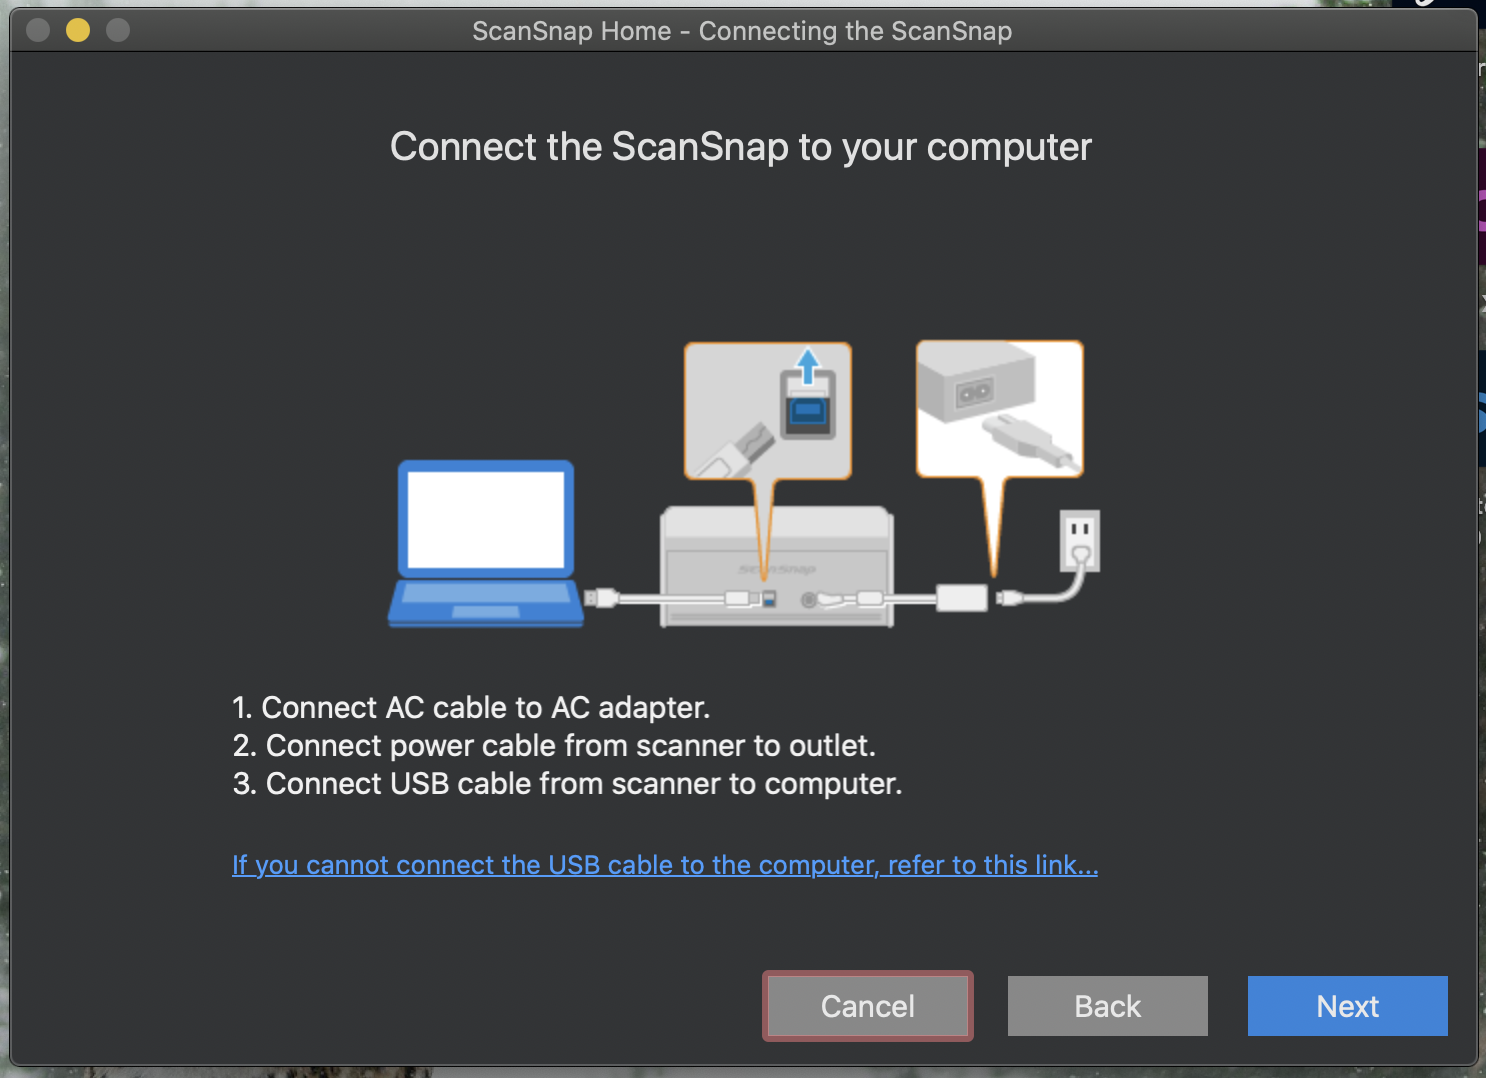 ScanSnap Home - Connecting the ScanSnap
Connect the ScanSnap to your computer
ScanSnap
1. Connect AC cable to AC adapter.
2. Connect power cable from scanner to outlet.
3. Connect USB cable from scanner to computer.
If you cannot connect the USB cable to the computer, refer to this link...
Cancel
Back
Next